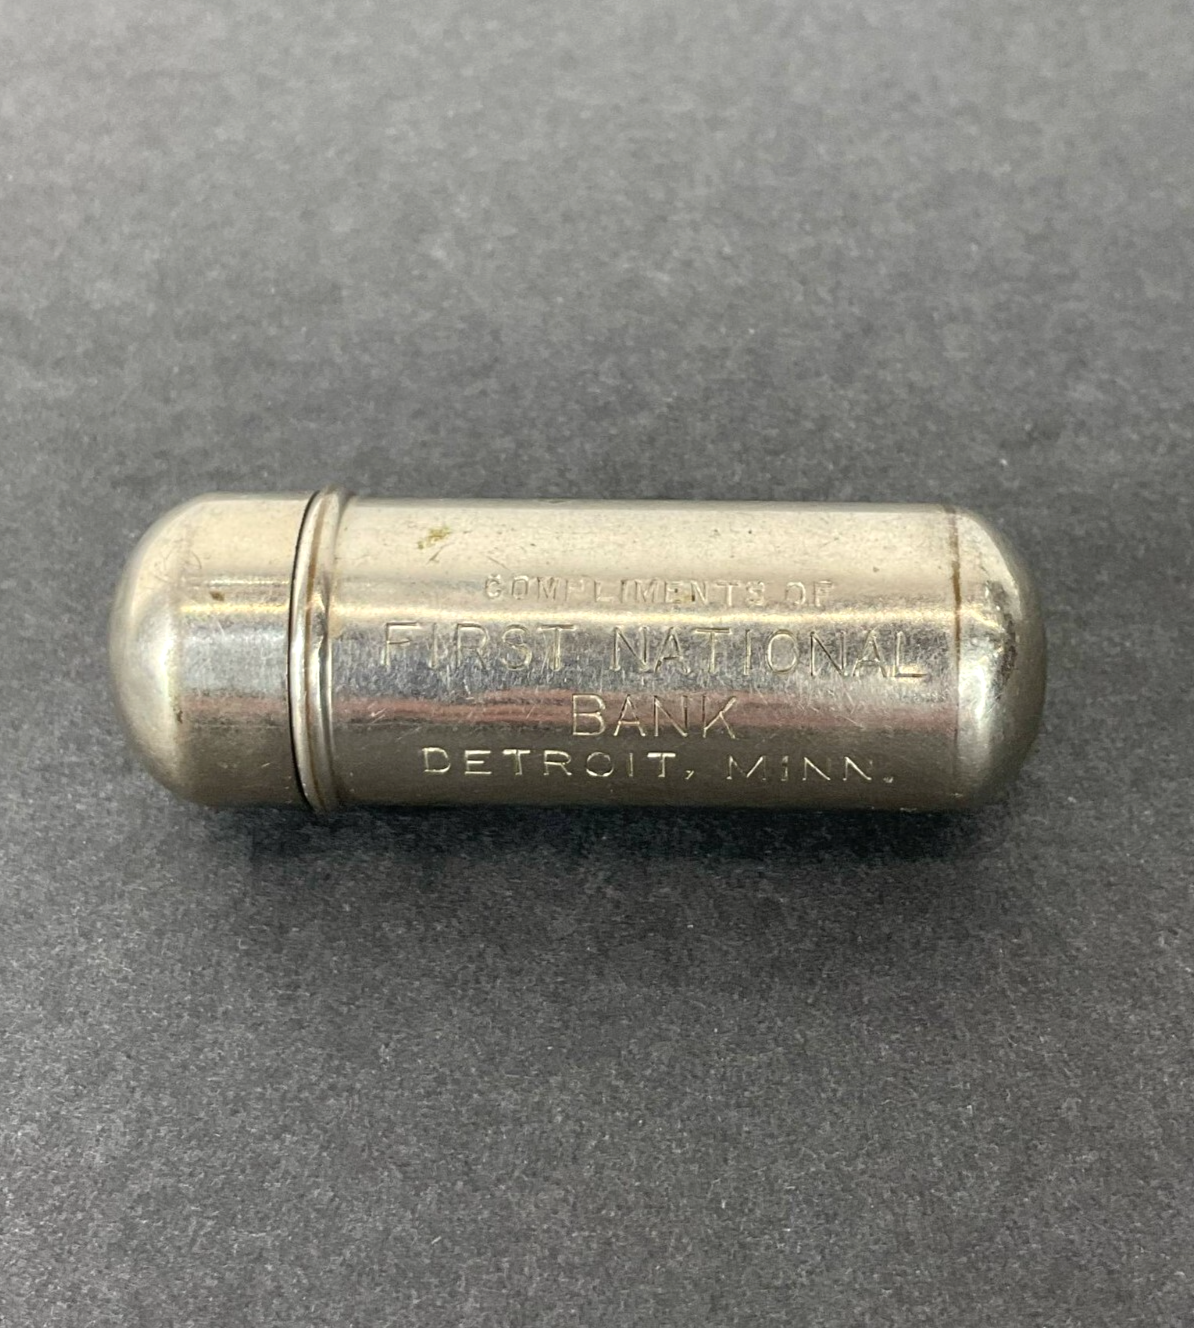 COMPLIMENTS OF
FIRST NATIONAL
BANK
DETROIT, MINN.